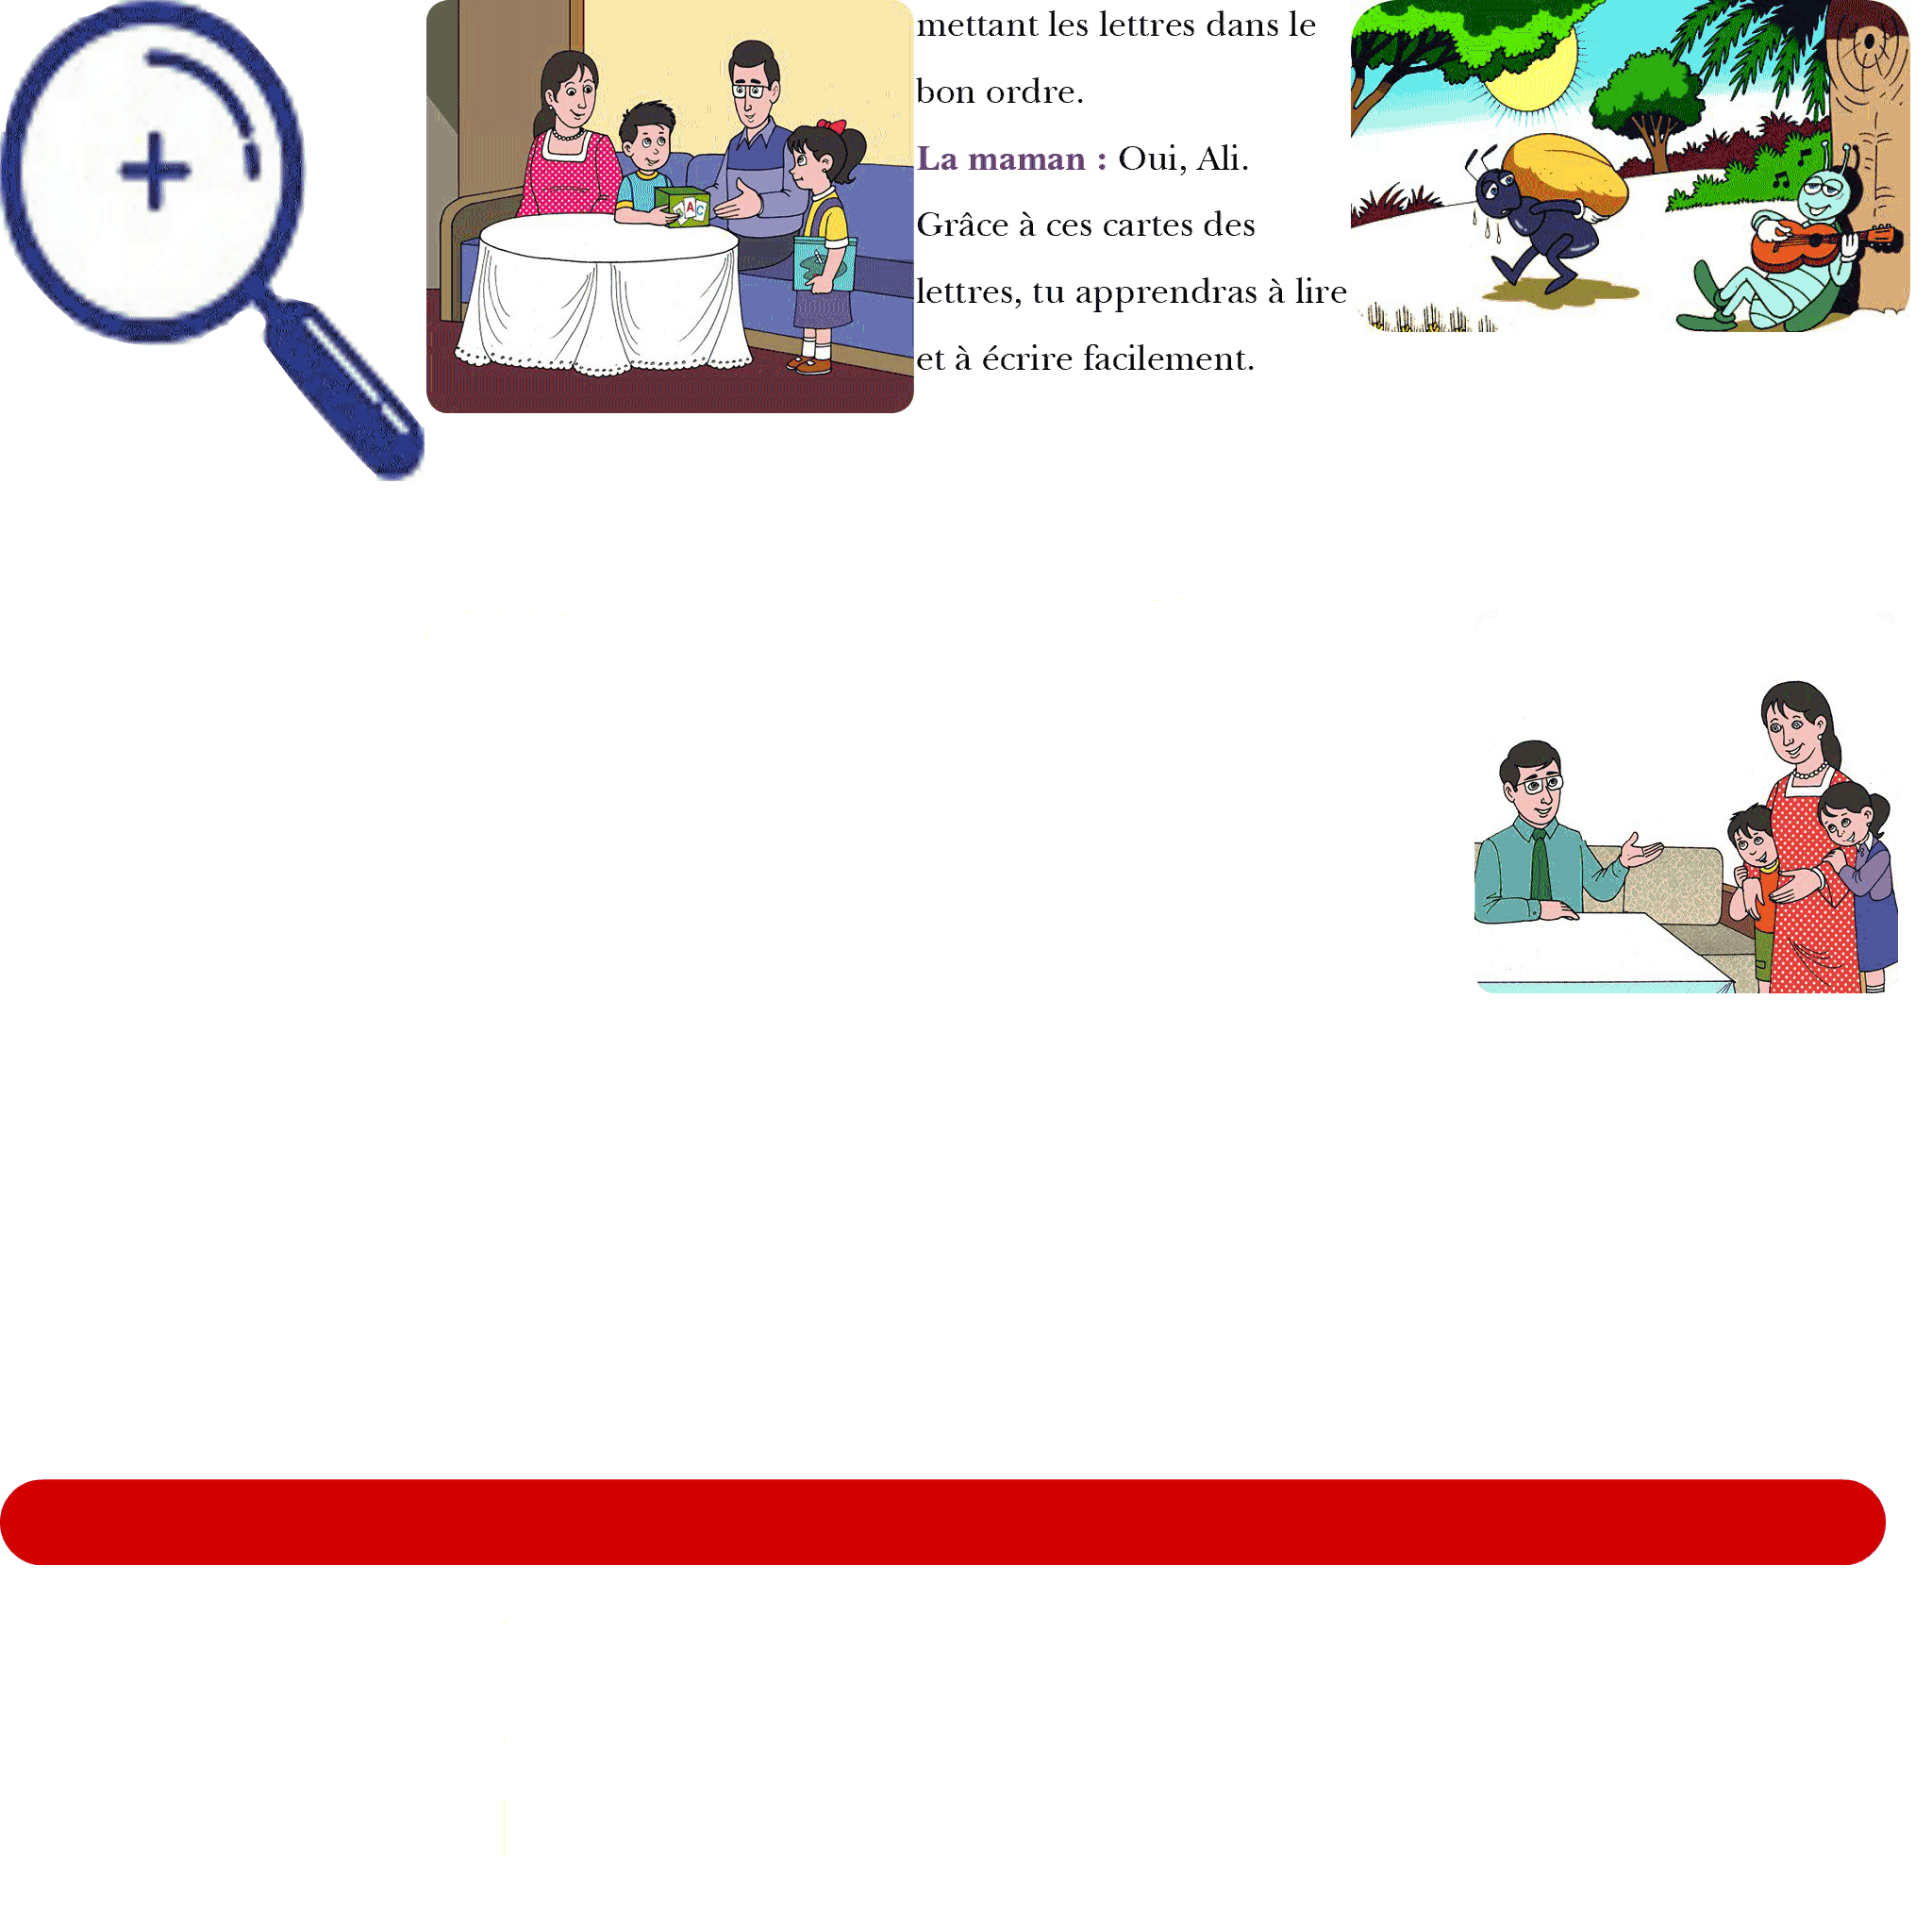 mettant les lettres dans le
bon ordre.
La maman : Oui, Ali.
Grâce à ces cartes des
lettres, tu apprendras à lire
et à écrire facilement.